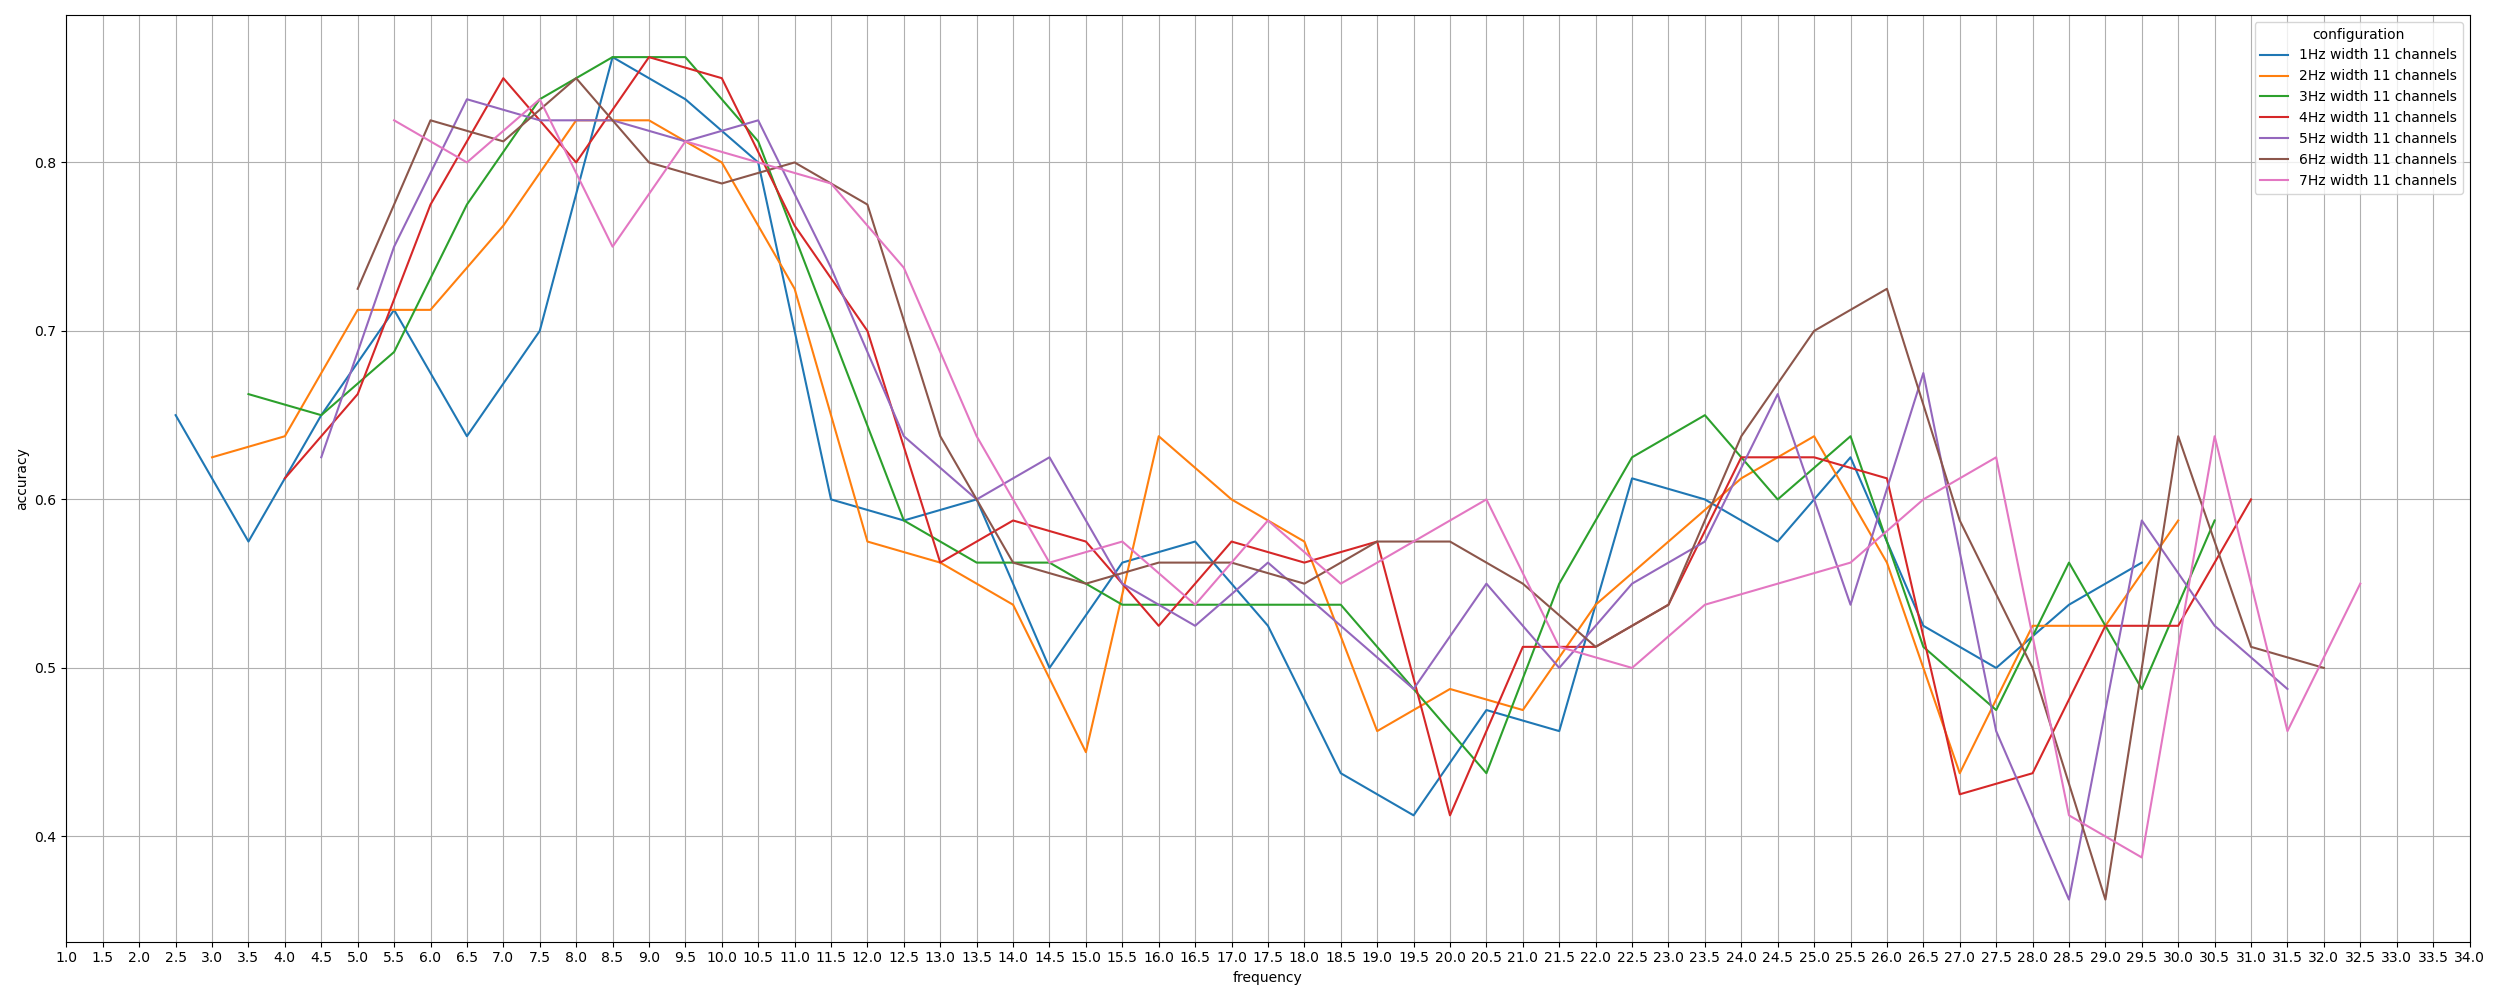 configuration
1Hz width 11 channels
2Hz width 11 channels
3Hz width 11 channels
4Hz width 11 channels
5Hz width 11 channels
6Hz width 11 channels
7Hz width 11 channels
0.8
0.7
0.6
0.5
0.4
accuracy
1.0 1.5 2.0 2.5 3.0 3.5 4.0 4.5 5.0 5.5 6.0 6.5 7.0 7.5 8.0 8.5 9.0 9.5 10.0 10.5 11.0 11.5 12.0 12.5 13.0 13.5 14.0 14.5 15.0 15.5 16.0 16.5 17.0 17.5 18.0 18.5 19.0 19.5 20.0 20.5 21.0 21.5 22.0 22.5 23.0 23.5 24.0 24.5 25.0 25.5 26.0 26.5 27.0 27.5 28.0 28.5 29.0 29.5 30.0 30.5 31.0 31.5 32.0 32.5 33.0 33.5 34.0
frequency